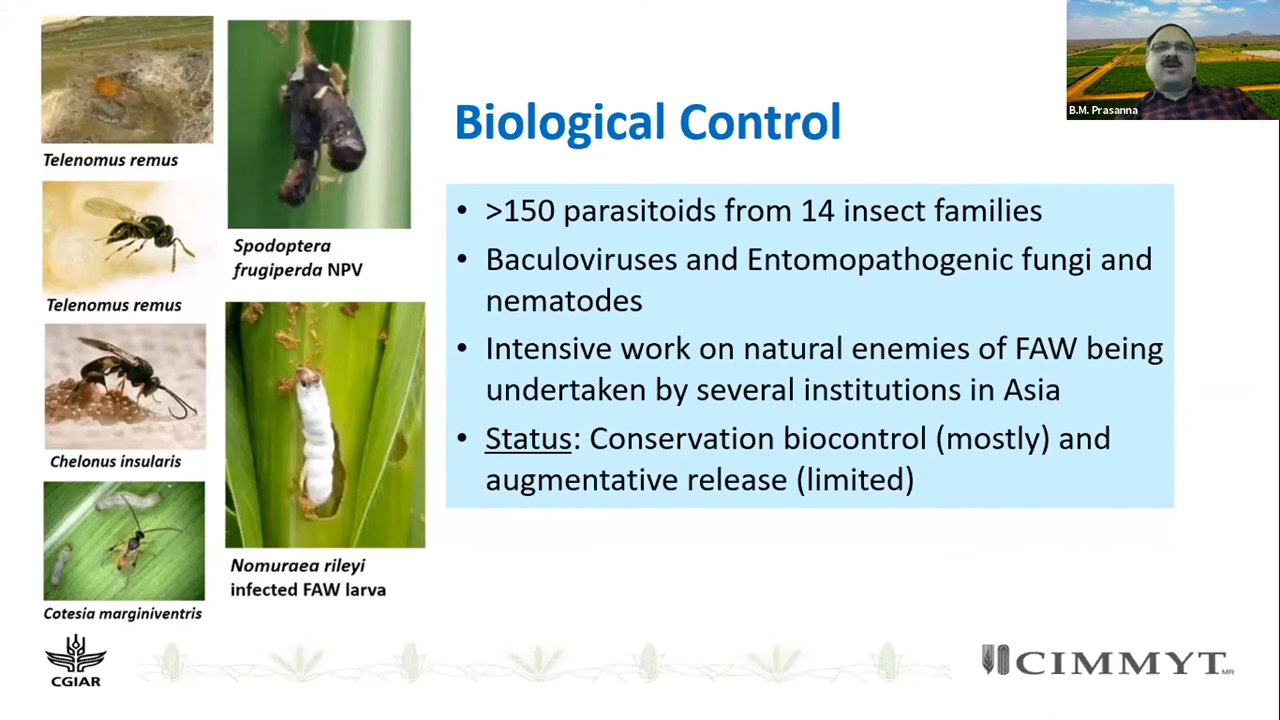 B.M. Prasanna
Telenomus remus
Telenomus remus
Chelonus insularis
Cotesia marginiventris
Spodoptera
frugiperda NPV
Nomuraea rileyi
infected FAW larva
Biological Control
• >150 parasitoids from 14 insect families
• Baculoviruses and Entomopathogenic fungi and
nematodes
• Intensive work on natural enemies of FAW being
undertaken by several institutions in Asia
• Status: Conservation biocontrol (mostly) and
augmentative release (limited)
CGIAR
CIMMYT MR